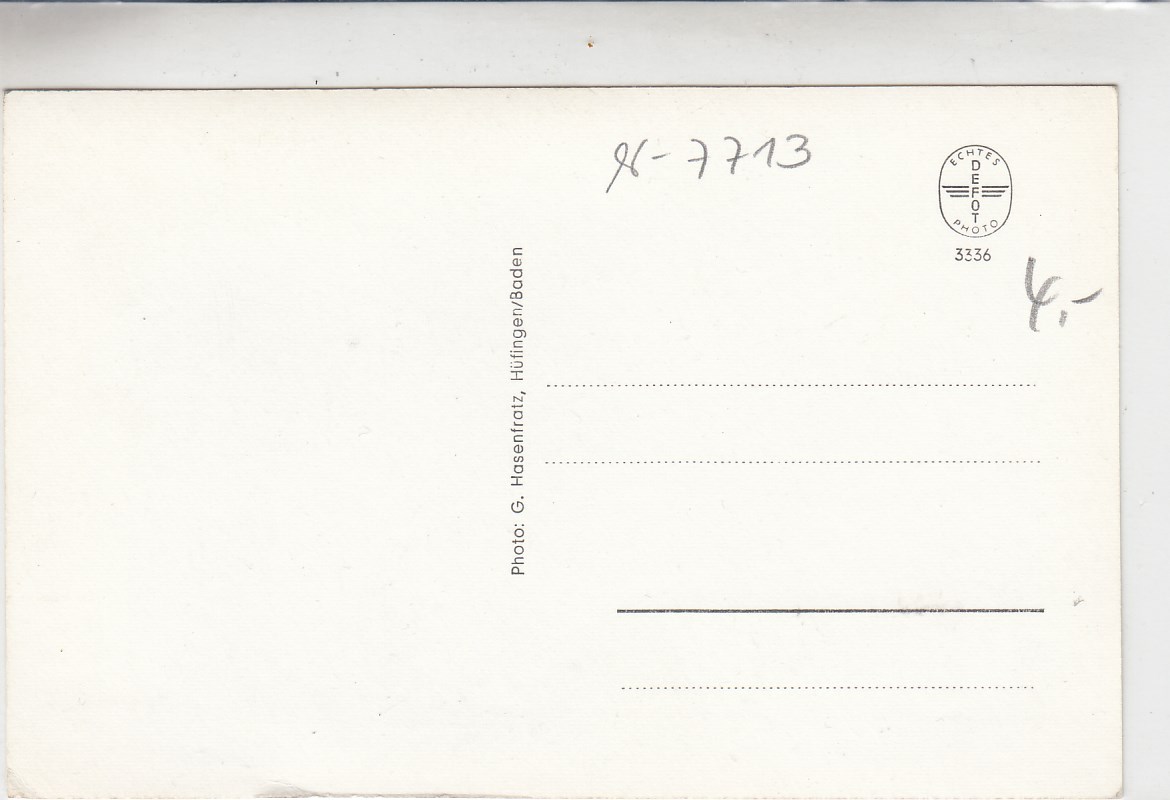 7713
ECHTES
DEFOT
PHOTO
3336
4,-
Photo: G. Hasenfratz, Hüfingen/Baden